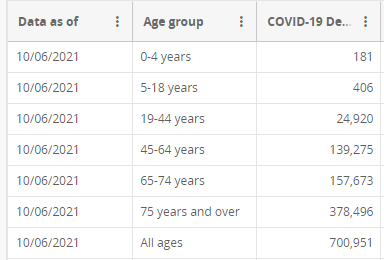 Data as of Age group COVID-19 De...
10/06/2021 0-4 years 181
10/06/2021 5-18 years 406
10/06/2021 19-44 years 24,920
10/06/2021 45-64 years 139,275
10/06/2021 65-74 years 157,673
10/06/2021 75 years and over 378,496
10/06/2021 All ages 700,951